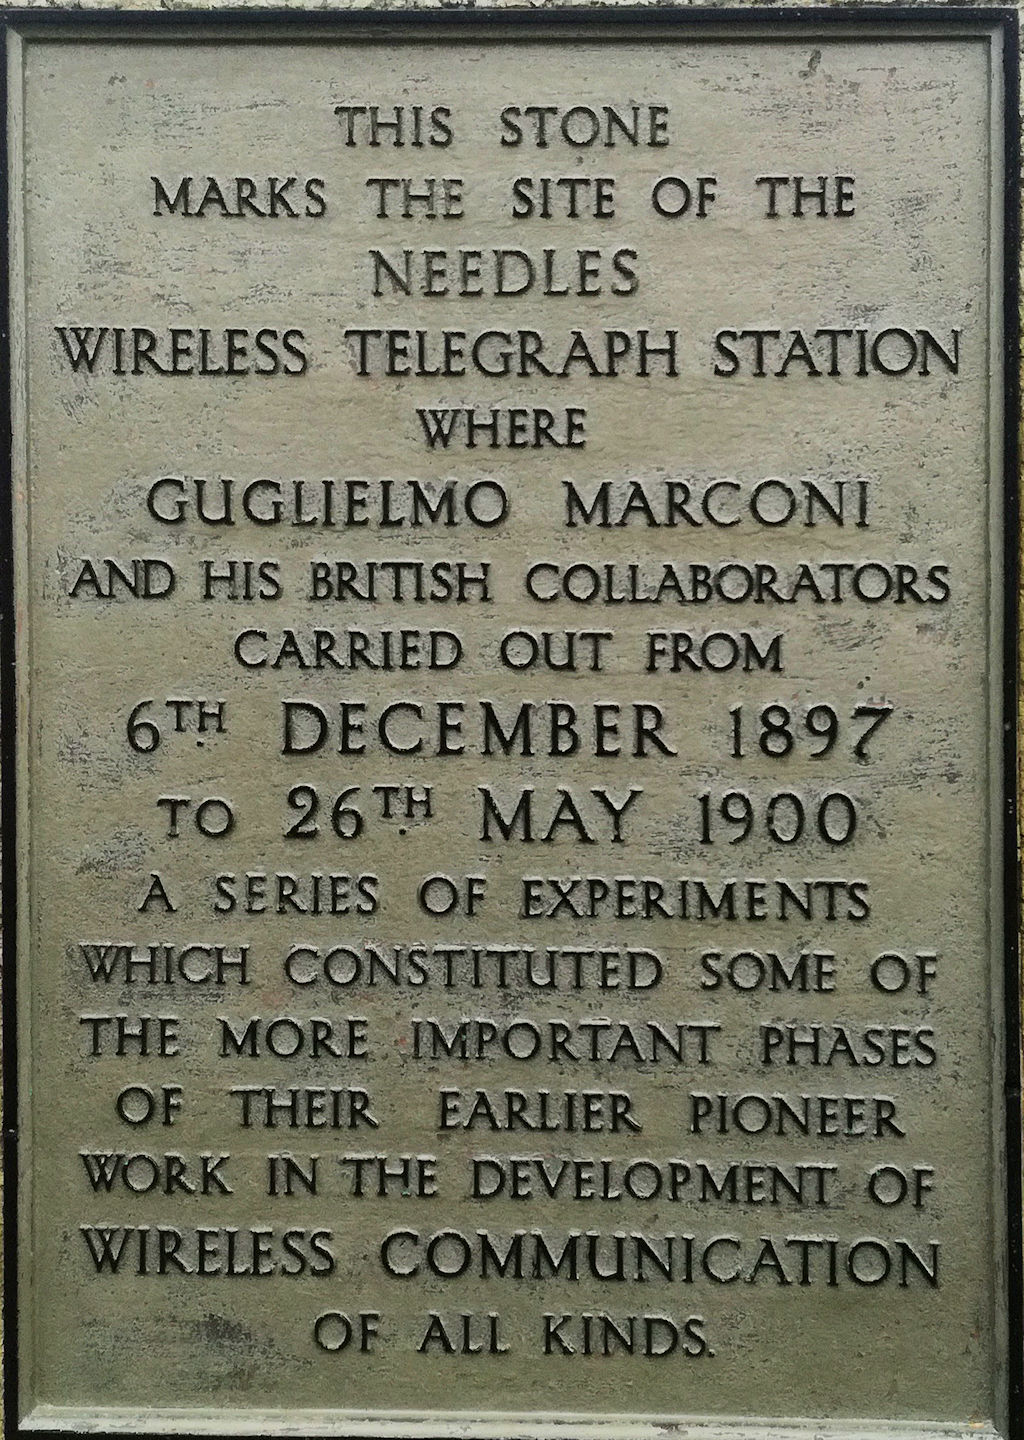 THIS STONE
MARKS THE SITE OF THE
NEEDLES
WIRELESS TELEGRAPH STATION
WHERE
GUGLIELMO MARCONI
AND HIS BRITISH COLLABORATORS
CARRIED OUT FROM
6TH DECEMBER 1897
TO 26TH MAY 1900
A SERIES OF EXPERIMENTS
WHICH CONSTITUTED SOME OF
THE MORE IMPORTANT PHASES
OF THEIR EARLIER PIONEER
WORK IN THE DEVELOPMENT OF
WIRELESS COMMUNICATION
OF ALL KINDS.